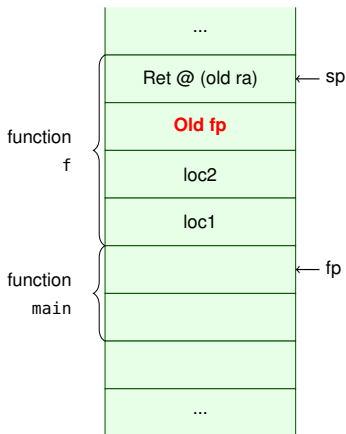 ...
Ret @ (old ra)
sp
Old fp
function
f
loc2
loc1
fp
function
main
...